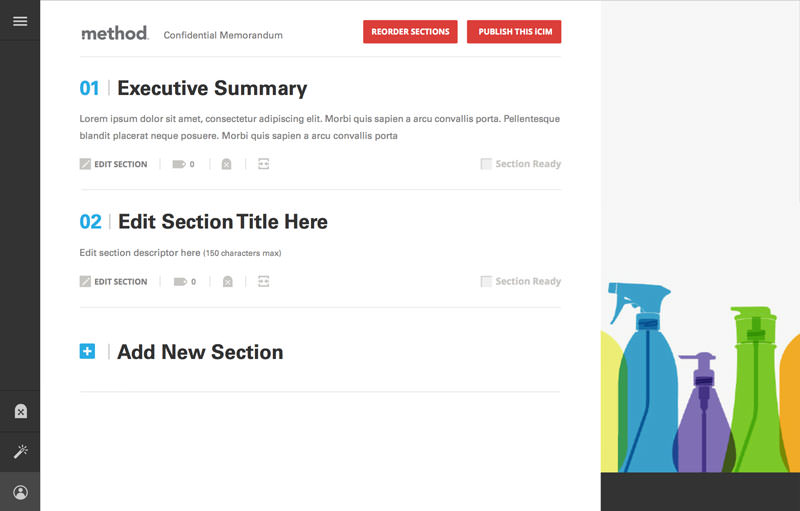 method. Confidential Memorandum REORDER SECTIONS PUBLISH THIS ICIM
01 Executive Summary
Lorem ipsum dolor sit amet, consectetur adipiscing elit. Morbi quis sapien a arcu convallis porta. Pellentesque
blandit placerat neque posuere. Morbi quis sapien a arcu convallis porta
EDIT SECTION 0 Section Ready
02 Edit Section Title Here
Edit section descriptor here (150 characters max)
EDIT SECTION 0 Section Ready
Add New Section